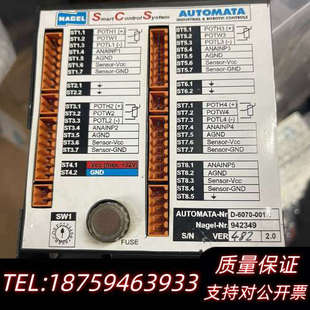 NAGEL
Smart Control System
AUTOMATA
INDUSTRIAL & ROBOTIC CONTROLS
ST1.1 POTH1 (+)
ST1.2 POTW1
ST1.3 POTL1 (-)
ST1.4 ANAINP1
ST1.5 AGND
ST1.6 Sensor-Vcc
ST1.7 Sensor-GND
ST2.1
ST2.2
ST3.1 POTH2 (+)
ST3.2 POTW2
ST3.3 POTL2 (-)
ST3.4 ANAINP2
ST3.5 AGND
ST3.6 Sensor-Vcc
ST3.7 Sensor-GND
ST4.1
ST4.2 GND
SW1
FUSE
ST5.1 POTH3 (+)
ST5.2 POTW3
ST5.3 POTL3 (-)
ST5.4 ANAINP3
ST5.5 AGND
ST5.6 Sensor-Vcc
ST5.7 Sensor-GND
ST6.1
ST6.2
ST7.1 POTH4 (+)
ST7.2 POTW4
ST7.3 POTL4 (-)
ST7.4 ANAINP4
ST7.5 AGND
ST7.6 Sensor-Vcc
ST7.7 Sensor-GND
ST8.1 ANAINP5
ST8.2 AGND
ST8.3 Sensor-Vcc
ST8.4 Sensor-GND
ST8.5
AUTOMATA-Nr D-6070-001
Nagel-Nr 942349
S/N 482 VER 2.0
TEL:18759463933
质量保证
支持对公开票